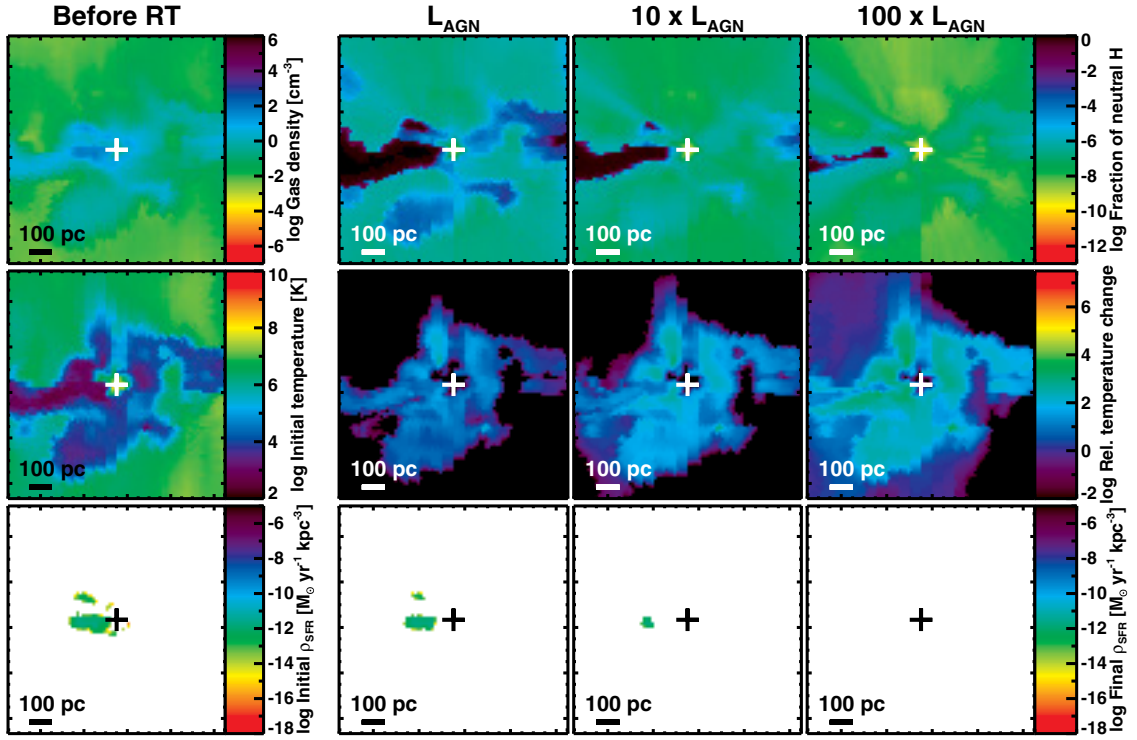 Before RT
L_AGN
10 x L_AGN
100 x L_AGN
6
4
2
0
-2
-4
-6
log Gas density [cm⁻³]
100 pc
100 pc
100 pc
100 pc
0
-2
-4
-6
-8
-10
-12
log Fraction of neutral H
10
8
6
4
2
log Initial temperature [K]
100 pc
100 pc
100 pc
100 pc
6
4
2
0
-2
log Rel. temperature change
-6
-8
-10
-12
-14
-16
-18
log Initial ρ_SFR [M☉ yr⁻¹ kpc⁻³]
100 pc
100 pc
100 pc
100 pc
-6
-8
-10
-12
-14
-16
-18
log Final ρ_SFR [M☉ yr⁻¹ kpc⁻³]